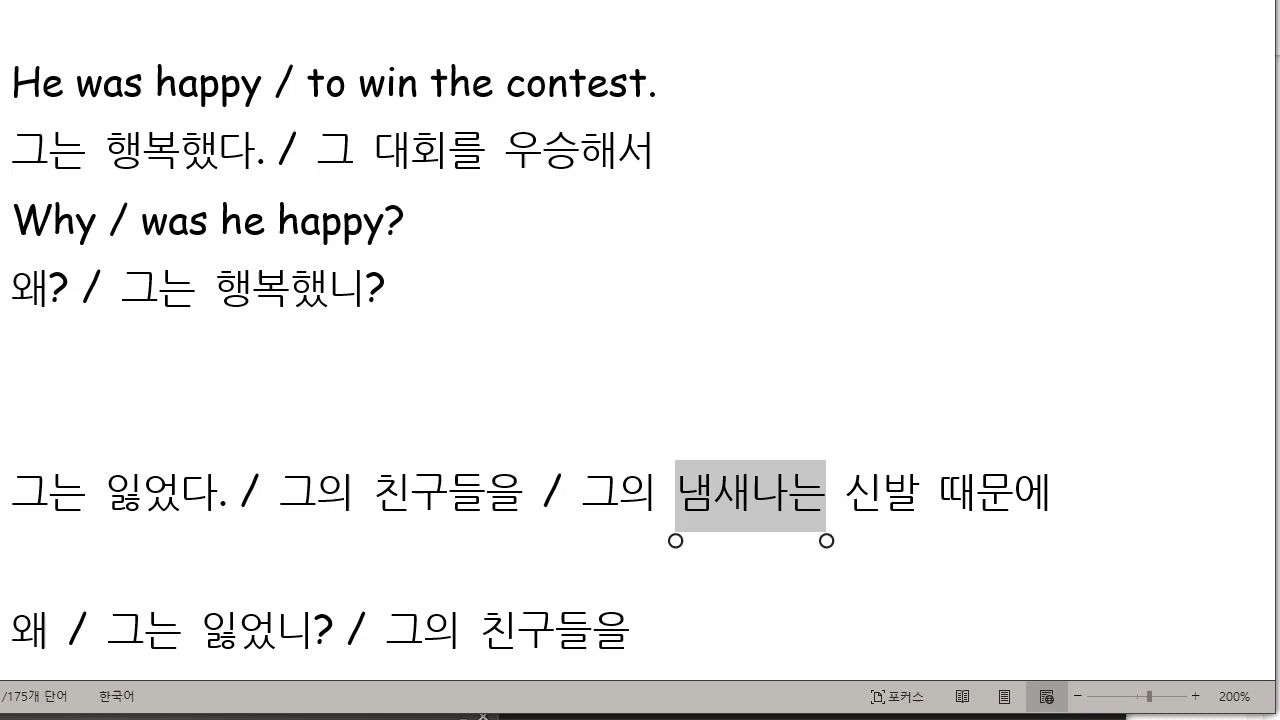 He was happy / to win the contest.
그는 행복했다. / 그 대회를 우승해서
Why / was he happy?
왜? / 그는 행복했니?
그는 잃었다. / 그의 친구들을 / 그의 냄새나는 신발 때문에
왜 / 그는 잃었니? / 그의 친구들을
/175개 단어 한국어 포커스 − + 200%